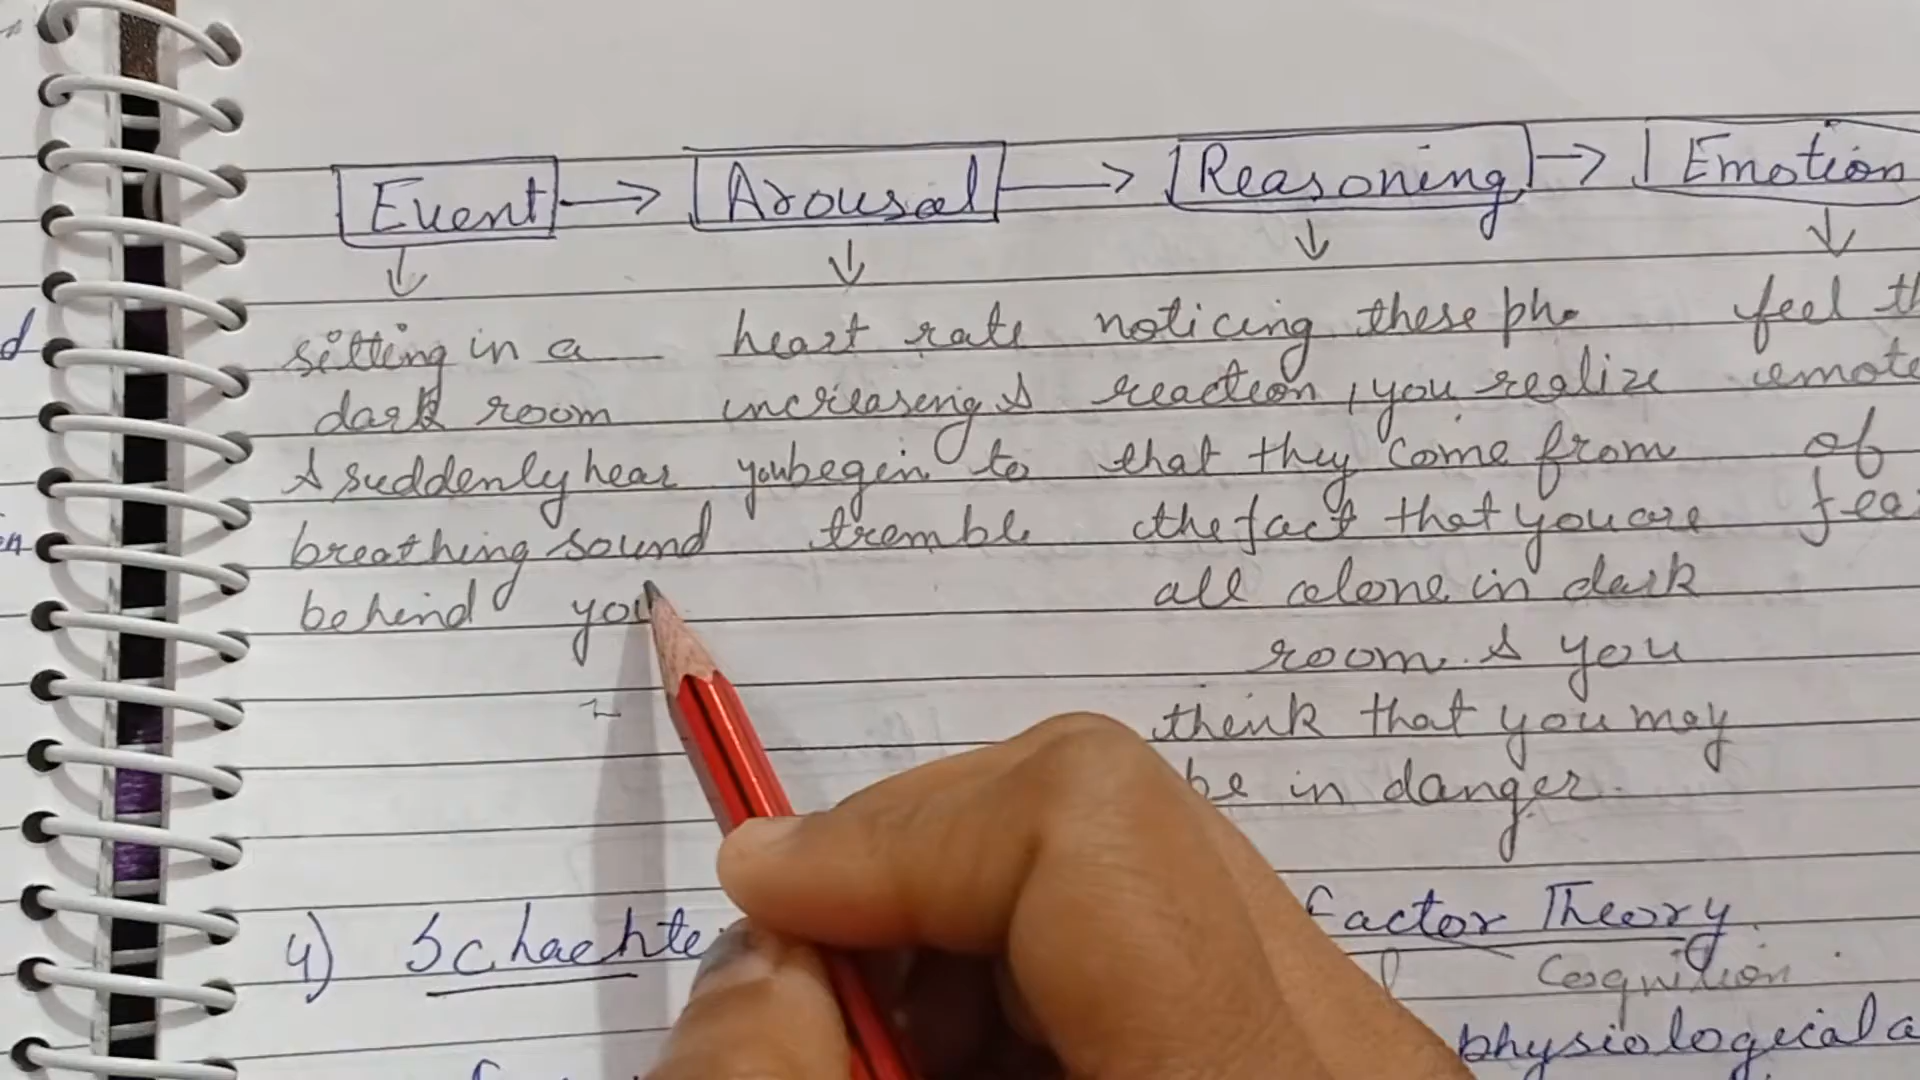 Event → Arousal → Reasoning → Emotion
↓ ↓ ↓ ↓
sitting in a heart rate noticing these ph. feel th
dark room increasing & reaction, you realize emote
& suddenly hear you begin to that they come from of
breathing sound tremble the fact that you are fea
behind you all alone in dark
room. & you
think that you may
be in danger.
4) Schachte factor Theory
Cognition
physiological a